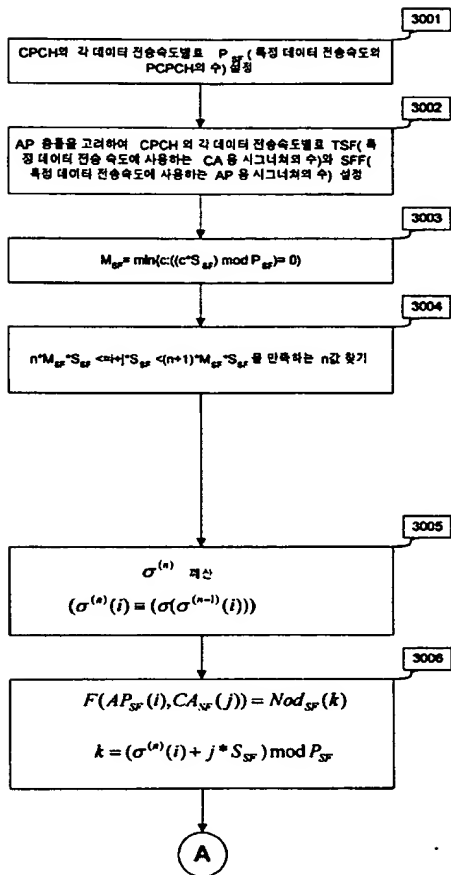 3001
CPCH의 각 데이터 전송속도별로 P_SF (특정 데이터 전송속도의
PCPCH의 수) 설정
3002
AP 충돌을 고려하여 CPCH 의 각 데이터 전송속도별로 TSF( 특
정 데이터 전송 속도에 사용하는 CA 용 시그너쳐의 수)와 SFF(
특정 데이터 전송속도에 사용하는 AP 용 시그너쳐의 수) 설정
3003
M_SF= min{c:((c*S_SF) mod P_SF)= 0}
3004
n*M_SF*S_SF <=i+j*S_SF <(n+1)*M_SF*S_SF 을 만족하는 n값 찾기
3005
σ^(n) 계산
(σ^(n)(i) ≡ (σ(σ^(n-1)(i)))
3006
F(AP_SF(i),CA_SF(j)) = Nod_SF(k)
k = (σ^(n)(i) + j * S_SF) mod P_SF
A